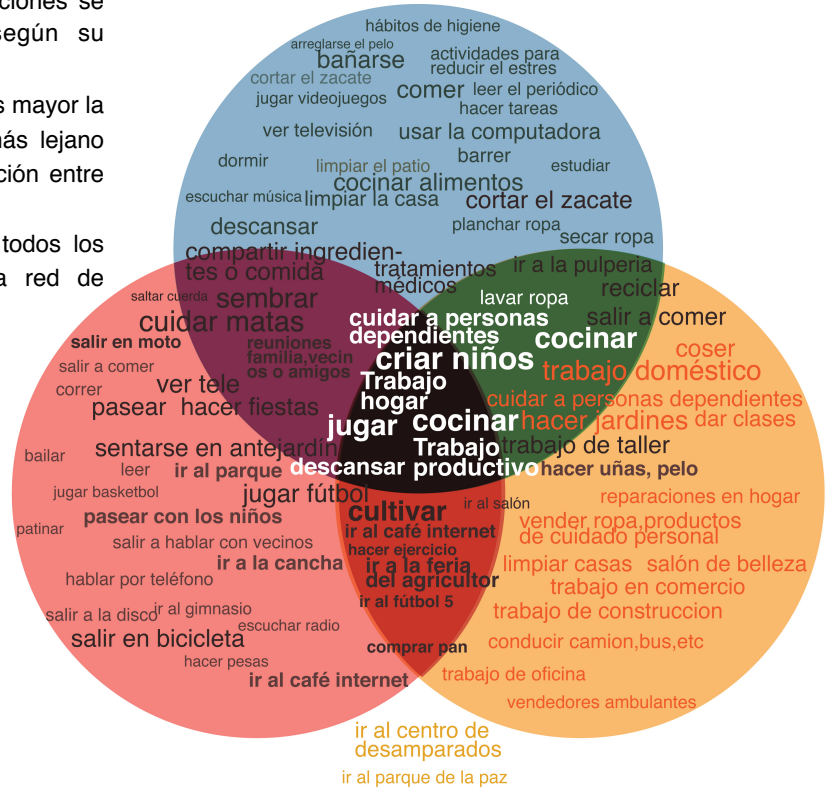 ciones se
según su
s mayor la
más lejano
ción entre
todos los
a red de
hábitos de higiene
arreglarse el pelo
bañarse
actividades para
reducir el estres
cortar el zacate
comer
leer el periódico
jugar videojuegos
hacer tareas
ver televisión
usar la computadora
dormir
limpiar el patio
barrer
estudiar
cocinar alimentos
escuchar música
limpiar la casa
cortar el zacate
descansar
planchar ropa
secar ropa
compartir ingredien-
tes o comida
tratamientos
médicos
ir a la pulperia
reciclar
saltar cuerda
sembrar
lavar ropa
cuidar matas
cuidar a personas
dependientes
salir a comer
salir en moto
reuniones
familia,vecin
os o amigos
criar niños
cocinar
coser
salir a comer
correr
ver tele
Trabajo
hogar
trabajo doméstico
pasear
hacer fiestas
cuidar a personas dependientes
jugar
cocinar
hacer jardines
dar clases
bailar
sentarse en antejardín
Trabajo
productivo
trabajo de taller
leer
ir al parque
descansar
hacer uñas, pelo
jugar basketbol
jugar fútbol
reparaciones en hogar
pasear con los niños
cultivar
ir al salón
patinar
salir a hablar con vecinos
ir al café internet
vender ropa,productos
de cuidado personal
hacer ejercicio
ir a la cancha
ir a la feria
del agricultor
limpiar casas
salón de belleza
hablar por teléfono
trabajo en comercio
ir al fútbol 5
salir a la disco
ir al gimnasio
trabajo de construccion
escuchar radio
salir en bicicleta
comprar pan
conducir camion,bus,etc
hacer pesas
ir al café internet
trabajo de oficina
vendedores ambulantes
ir al centro de
desamparados
ir al parque de la paz